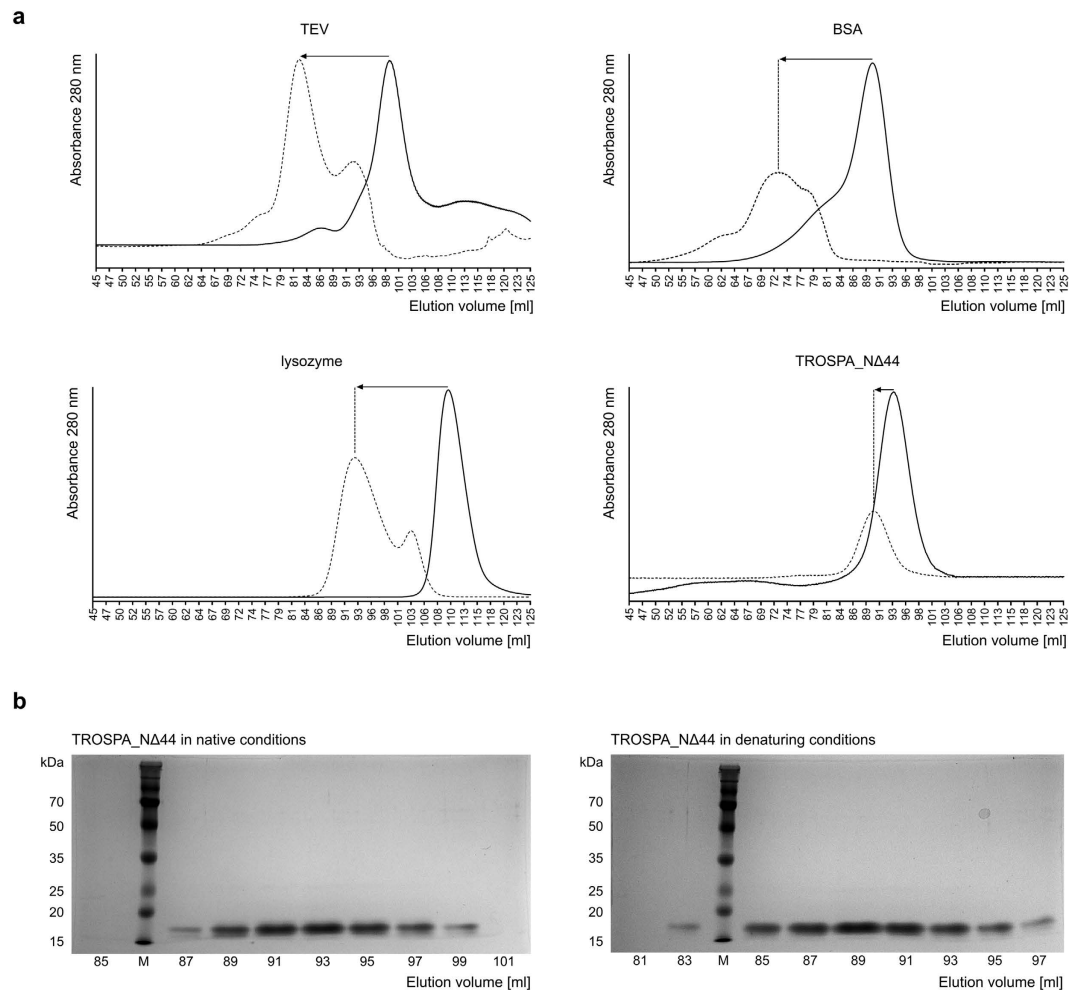 a
TEV
Absorbance 280 nm
45 47 50 52 55 57 60 62 64 67 69 72 74 77 79 81 84 86 89 91 93 96 98 101 103 106 108 110 113 115 118 120 123 125
Elution volume [ml]
BSA
Absorbance 280 nm
45 47 50 52 55 57 60 62 64 67 69 72 74 77 79 81 84 86 89 91 93 96 98 101 103 106 108 110 113 115 118 120 123 125
Elution volume [ml]
lysozyme
Absorbance 280 nm
45 47 50 52 55 57 60 62 64 67 69 72 74 77 79 81 84 86 89 91 93 96 98 101 103 106 108 110 113 115 118 120 123 125
Elution volume [ml]
TROSPA_NΔ44
Absorbance 280 nm
45 47 50 52 55 57 60 62 64 67 69 72 74 77 79 81 84 86 89 91 93 96 98 101 103 106 108 110 113 115 118 120 123 125
Elution volume [ml]
b
TROSPA_NΔ44 in native conditions
kDa
70
50
35
25
20
15
85 M 87 89 91 93 95 97 99 101
Elution volume [ml]
TROSPA_NΔ44 in denaturing conditions
kDa
70
50
35
25
20
15
81 83 M 85 87 89 91 93 95 97
Elution volume [ml]